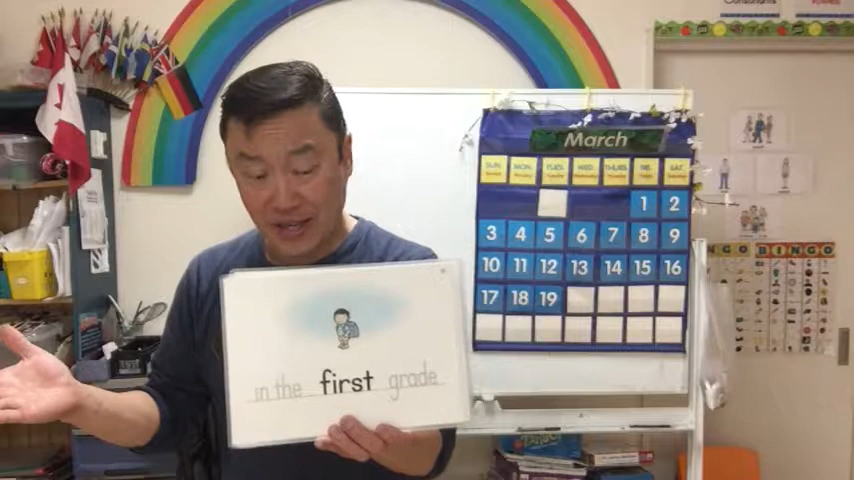 Consonants
March
SUN. MON. TUES. WED. THURS. FRI. SAT.
1 2
3 4 5 6 7 8 9
10 11 12 13 14 15 16
17 18 19
BINGO
in the first grade